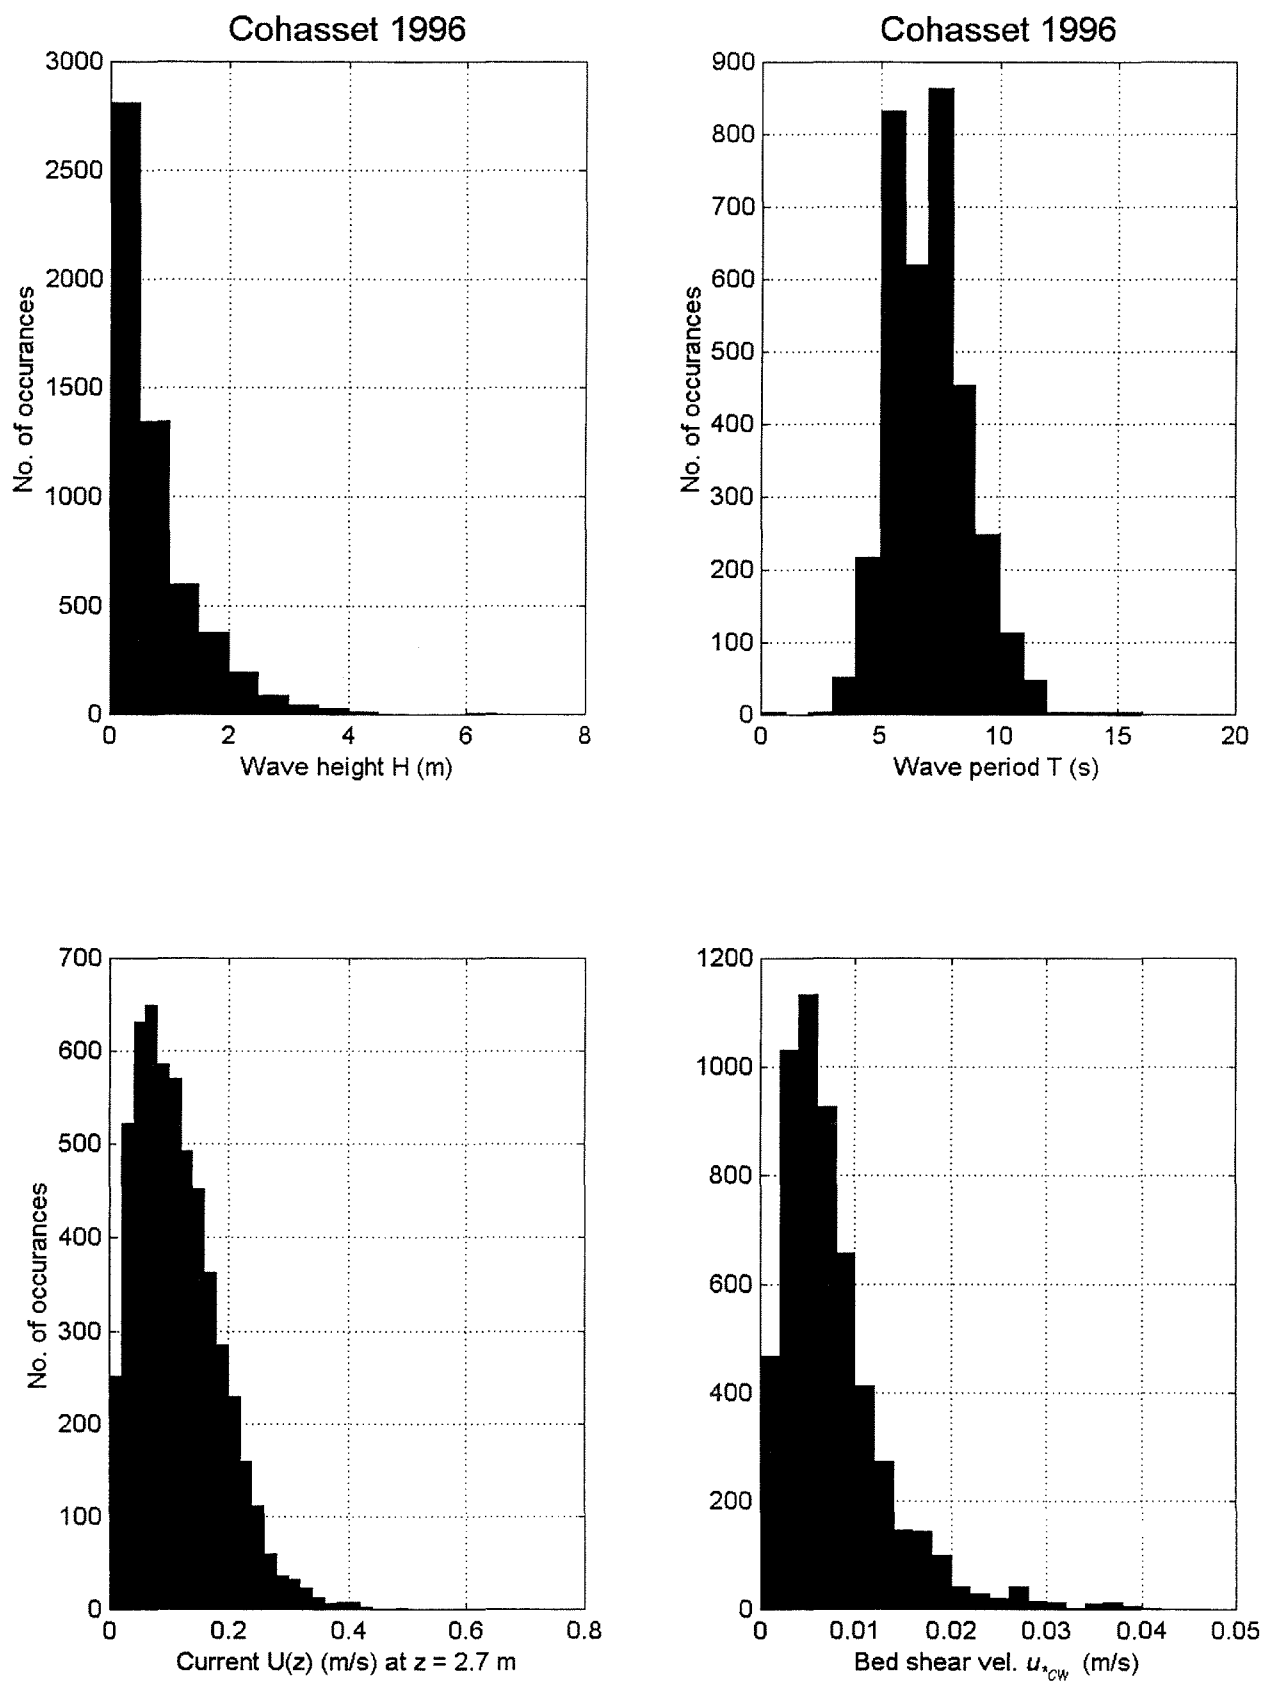 Cohasset 1996
3000
2500
2000
1500
1000
500
0
No. of occurances
0 2 4 6 8
Wave height H (m)
Cohasset 1996
900
800
700
600
500
400
300
200
100
0
No. of occurances
0 5 10 15 20
Wave period T (s)
700
600
500
400
300
200
100
0
No. of occurances
0 0.2 0.4 0.6 0.8
Current U(z) (m/s) at z = 2.7 m
1200
1000
800
600
400
200
0
0 0.01 0.02 0.03 0.04 0.05
Bed shear vel. u*CW (m/s)